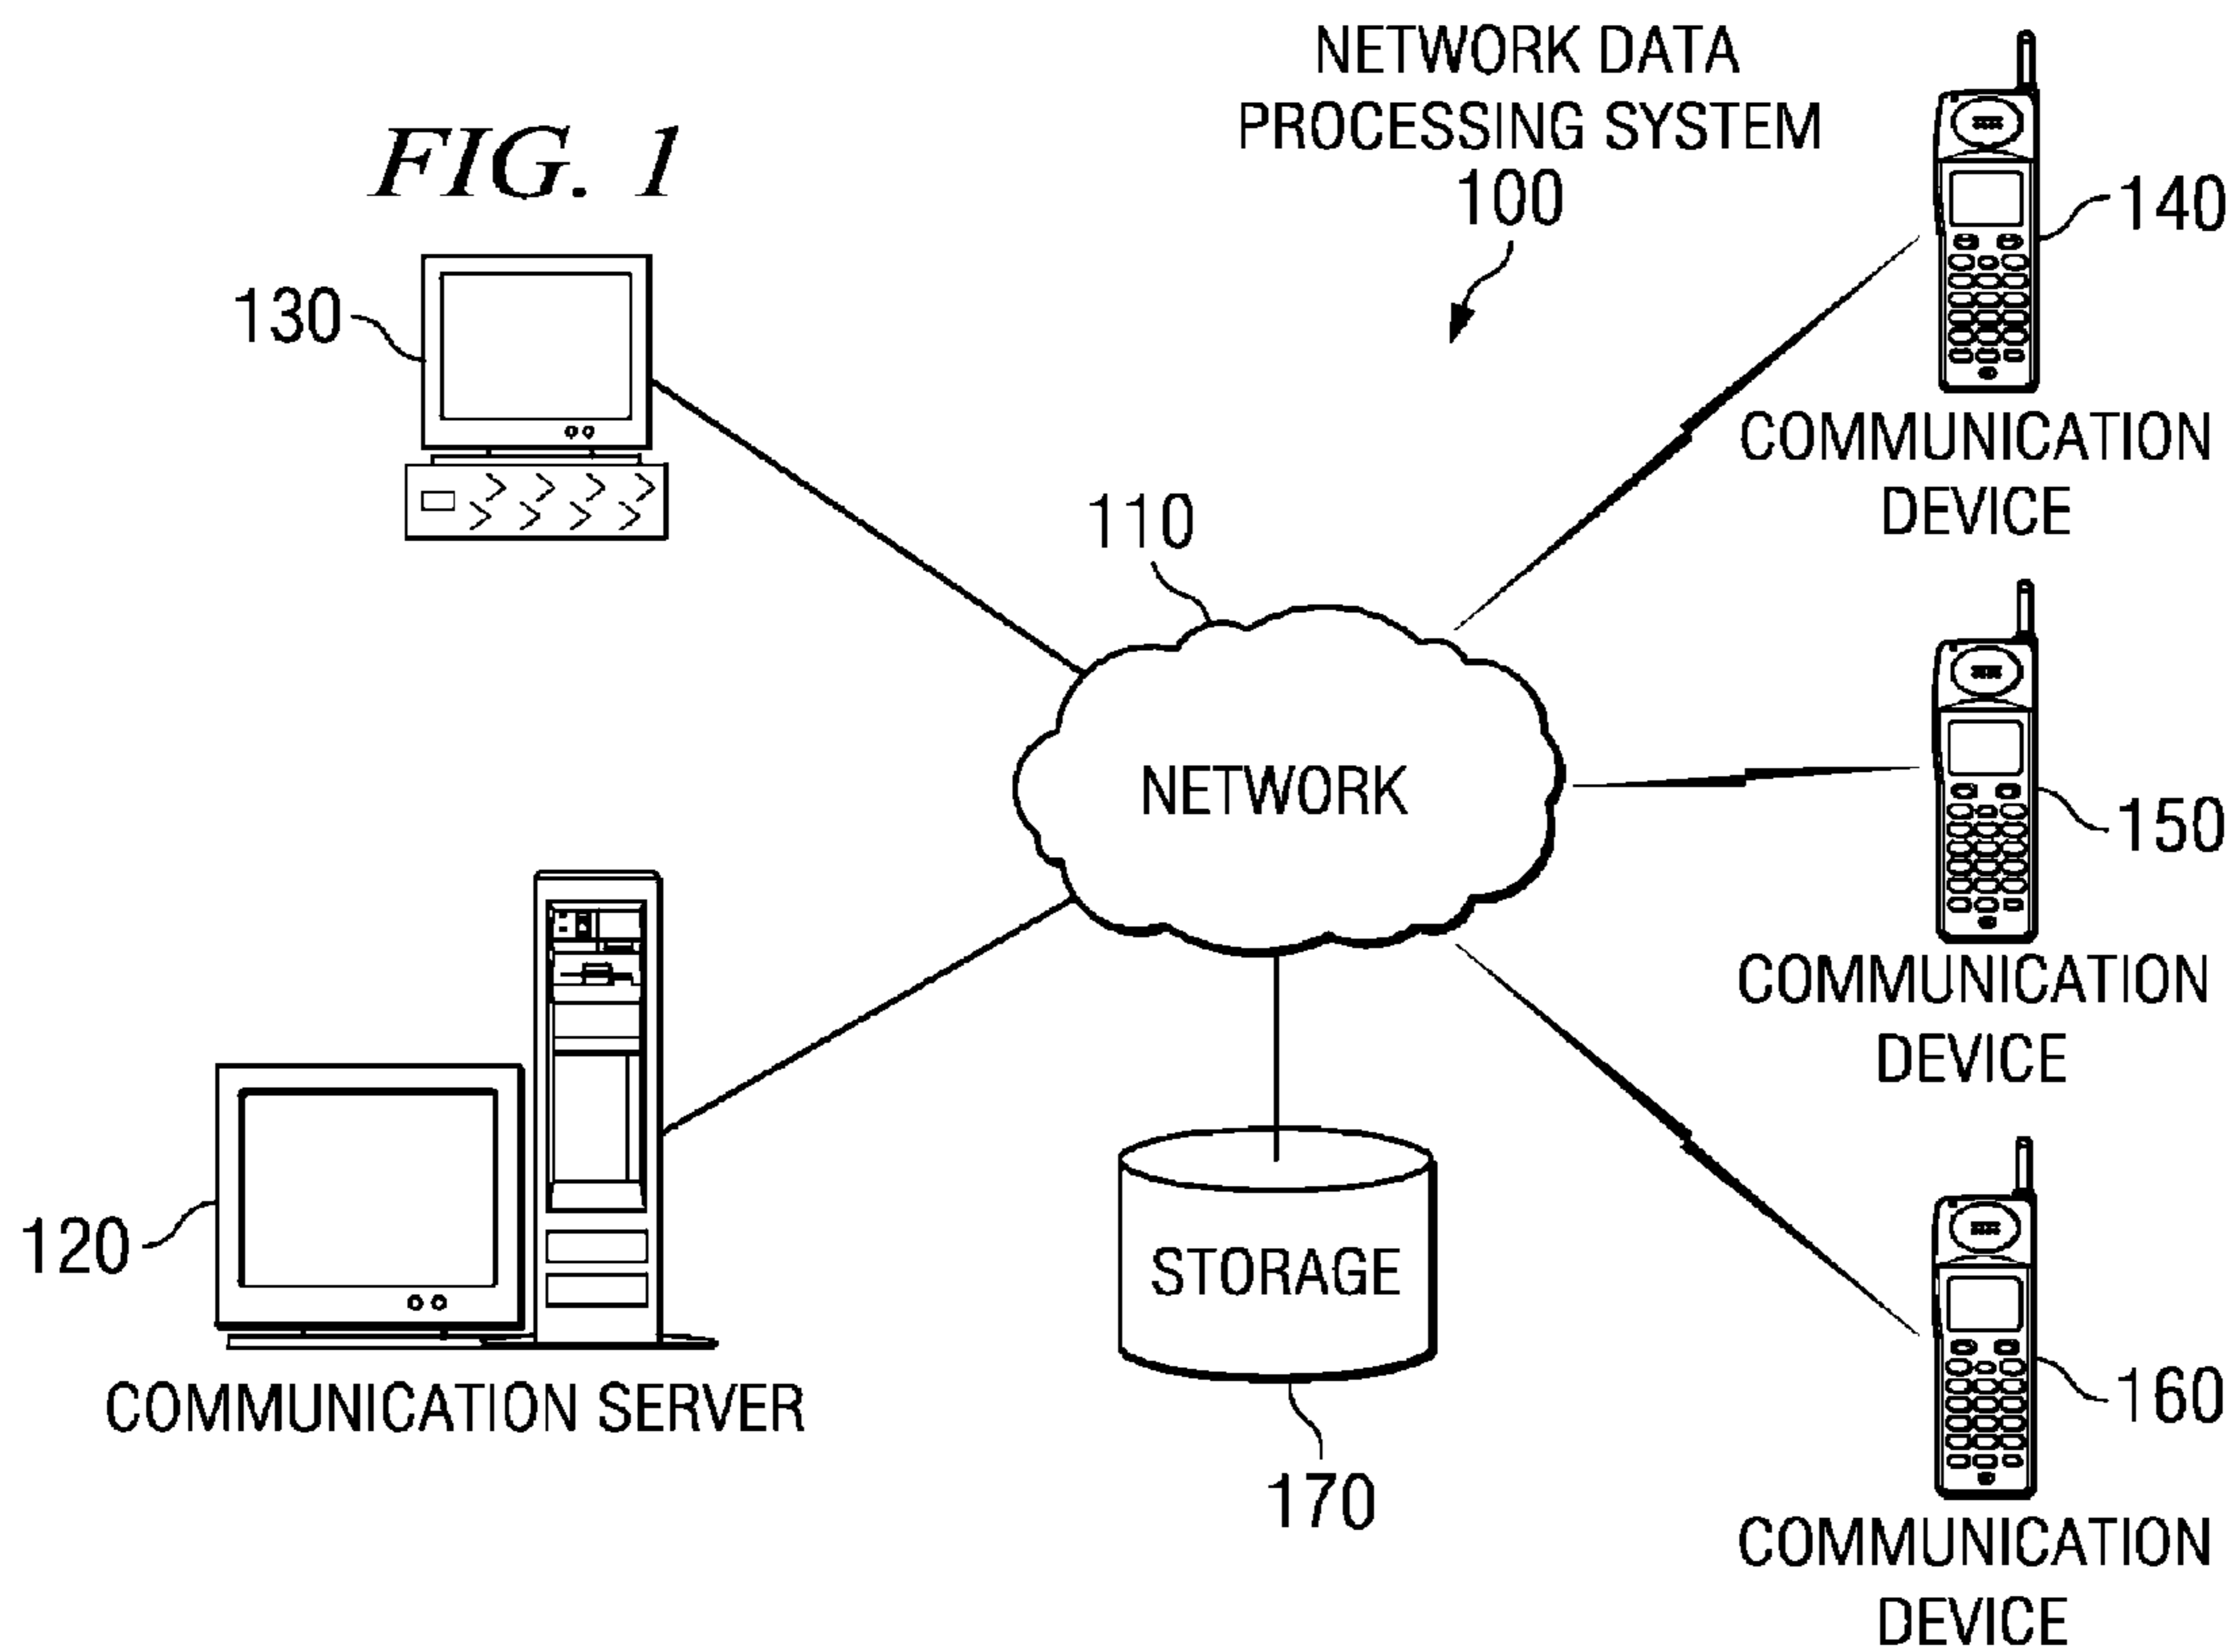 FIG. 1
NETWORK DATA
PROCESSING SYSTEM
100
130
110
NETWORK
140
COMMUNICATION
DEVICE
150
COMMUNICATION
DEVICE
120
COMMUNICATION SERVER
STORAGE
170
160
COMMUNICATION
DEVICE